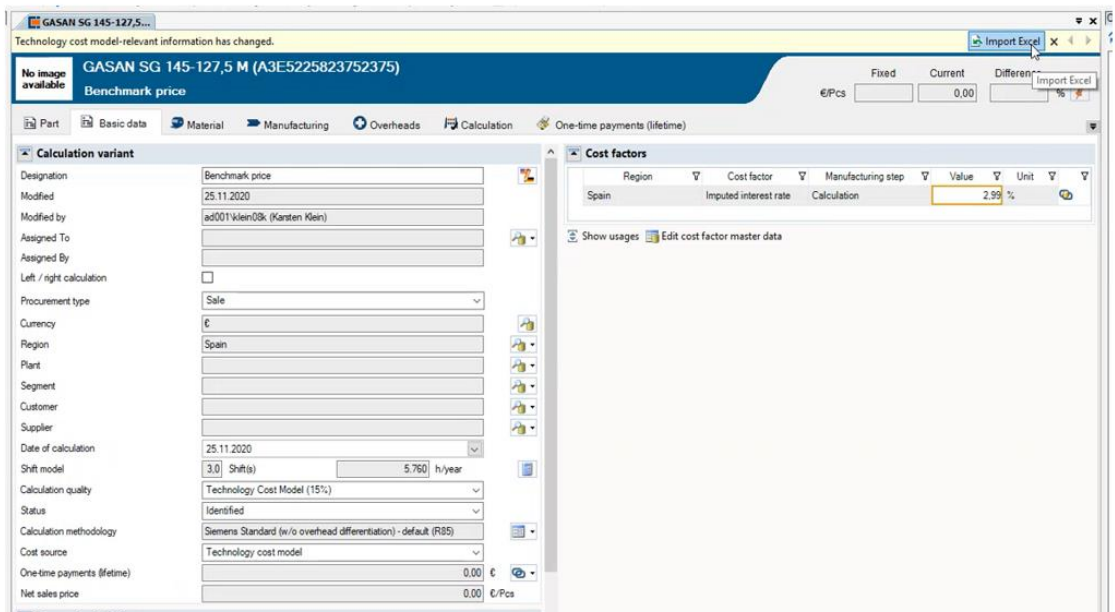 GASAN SG 145-127,5...
Technology cost model-relevant information has changed.
Import Excel
No image available
GASAN SG 145-127,5 M (A3E5225823752375)
Benchmark price
Fixed Current Difference
Import Excel
€/Pcs 0,00 %
Part Basic data Material Manufacturing Overheads Calculation One-time payments (lifetime)
Calculation variant
Designation Benchmark price
Modified 25.11.2020
Modified by ad001\klein08k (Karsten Klein)
Assigned To
Assigned By
Left / right calculation
Procurement type Sale
Currency €
Region Spain
Plant
Segment
Customer
Supplier
Date of calculation 25.11.2020
Shift model 3,0 Shift(s) 5.760 h/year
Calculation quality Technology Cost Model (15%)
Status Identified
Calculation methodology Siemens Standard (w/o overhead differentiation) - default (R85)
Cost source Technology cost model
One-time payments (lifetime) 0,00 €
Net sales price 0,00 €/Pcs
Cost factors
Region Cost factor Manufacturing step Value Unit
Spain Imputed interest rate Calculation 2,99 %
Show usages Edit cost factor master data